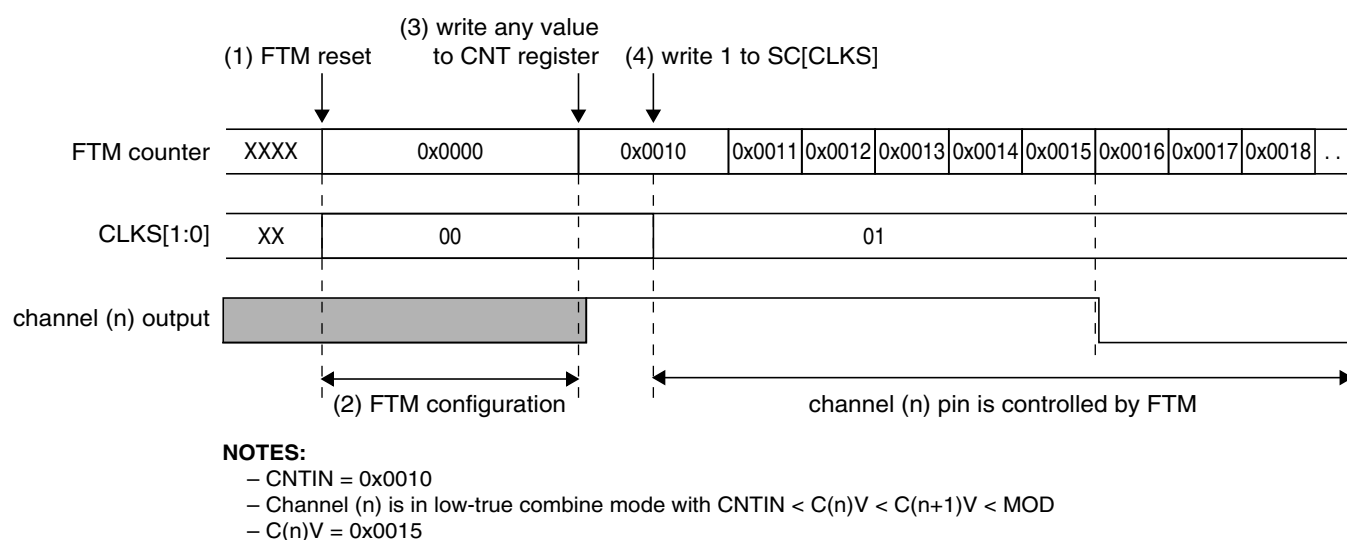 (3) write any value
(1) FTM reset to CNT register (4) write 1 to SC[CLKS]
FTM counter XXXX 0x0000 0x0010 0x0011 0x0012 0x0013 0x0014 0x0015 0x0016 0x0017 0x0018 . .
CLKS[1:0] XX 00 01
channel (n) output
(2) FTM configuration channel (n) pin is controlled by FTM
NOTES:
– CNTIN = 0x0010
– Channel (n) is in low-true combine mode with CNTIN < C(n)V < C(n+1)V < MOD
– C(n)V = 0x0015